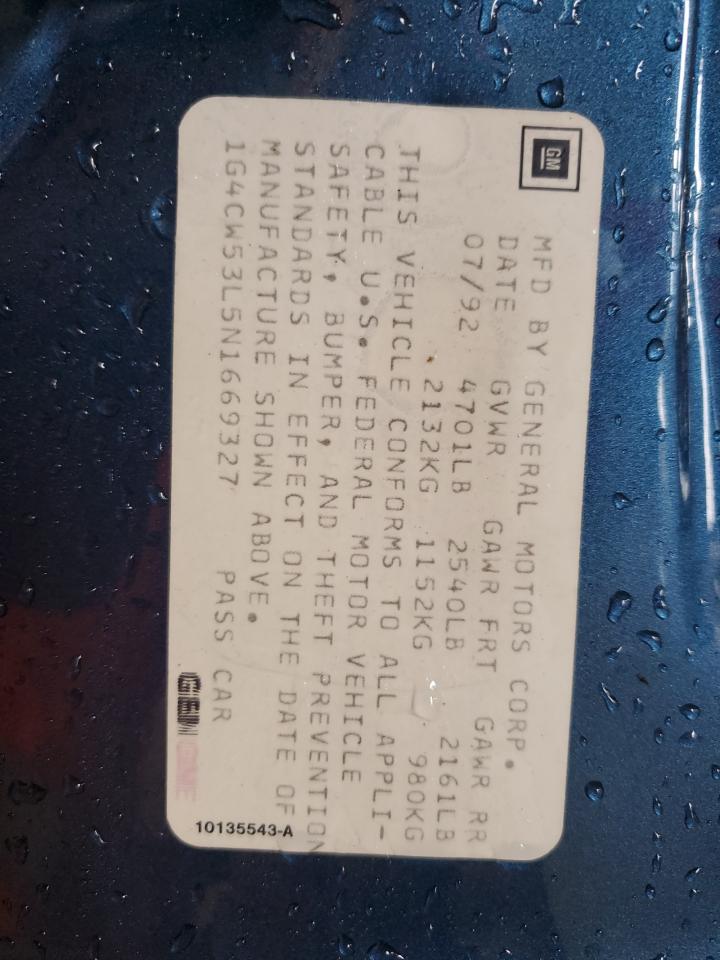 GM
MFD BY GENERAL MOTORS CORP.
DATE GVWR GAWR FRT GAWR RR
07/92 4701LB 2540LB 2161LB
2132KG 1152KG 980KG
THIS VEHICLE CONFORMS TO ALL APPLI-
CABLE U.S. FEDERAL MOTOR VEHICLE
SAFETY, BUMPER, AND THEFT PREVENTION
STANDARDS IN EFFECT ON THE DATE OF
MANUFACTURE SHOWN ABOVE.
1G4CW53L5N1669327 PASS CAR
10135543-A